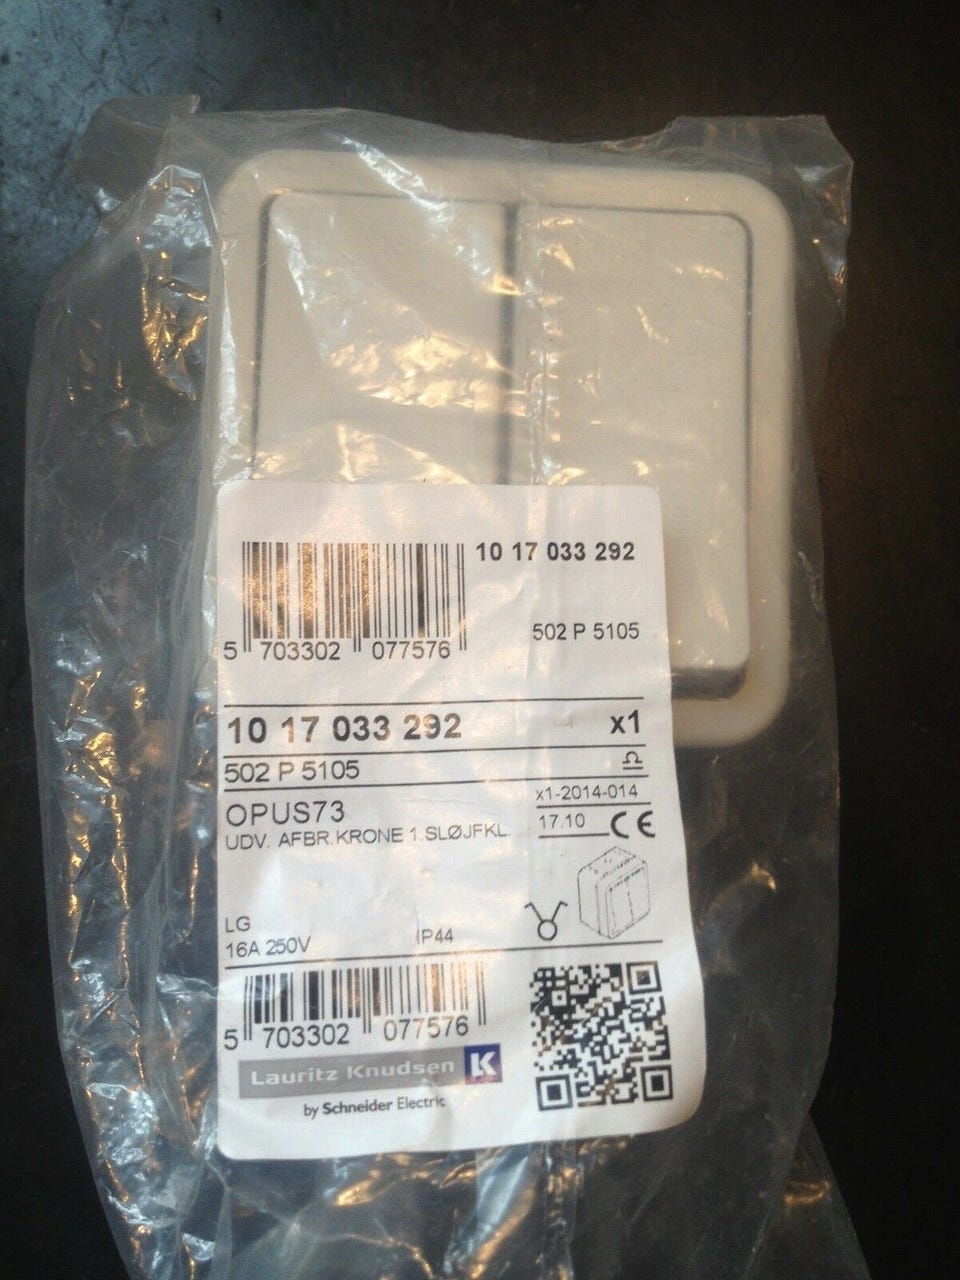 10 17 033 292
5 703302 077576
502 P 5105
10 17 033 292 x1
502 P 5105
x1-2014-014
OPUS73
17.10 CE
UDV. AFBR.KRONE 1.SLØJFKL.
LG
16A 250V IP44
5 703302 077576
Lauritz Knudsen LK
by Schneider Electric